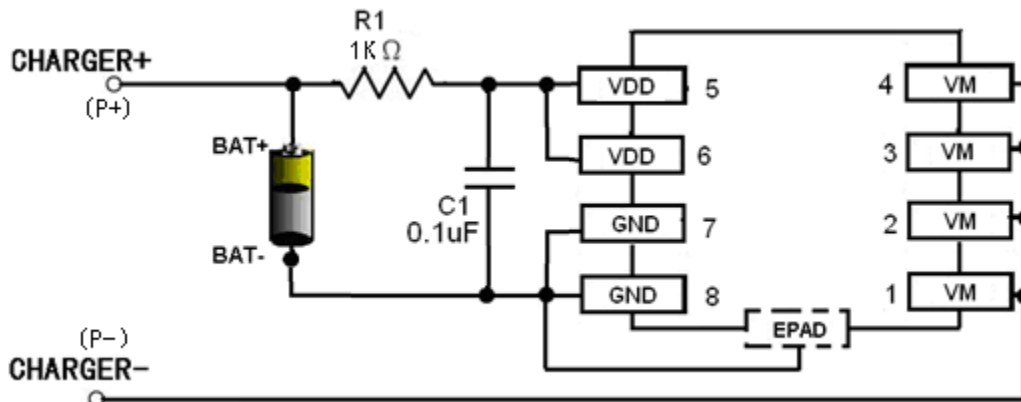 R1
1KΩ
CHARGER+
(P+)
BAT+
BAT-
C1
0.1uF
VDD 5
VDD 6
GND 7
GND 8
4 VM
3 VM
2 VM
1 VM
EPAD
(P-)
CHARGER-